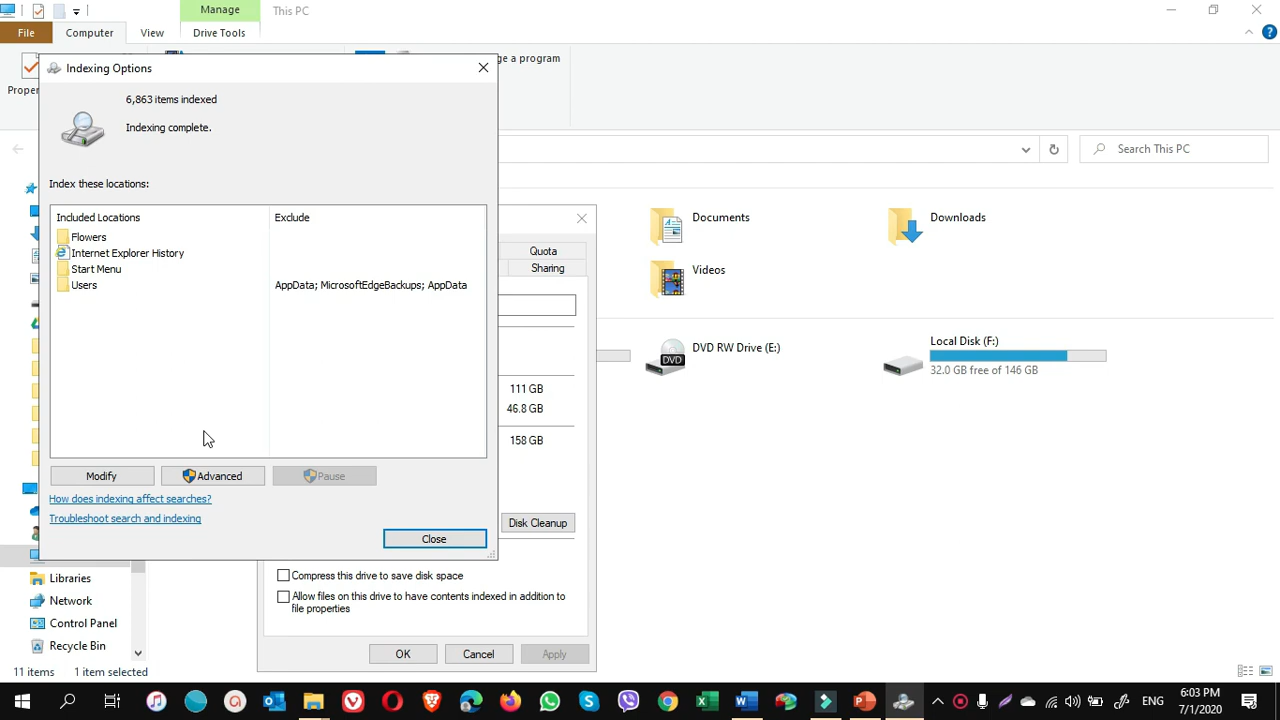 Manage
This PC
File
Computer
View
Drive Tools
Indexing Options
ge a program
Proper
6,863 items indexed
Indexing complete.
Search This PC
Index these locations:
Included Locations
Exclude
Flowers
Internet Explorer History
Start Menu
Users
AppData; MicrosoftEdgeBackups; AppData
Quota
Sharing
Documents
Downloads
Videos
DVD
DVD RW Drive (E:)
Local Disk (F:)
32.0 GB free of 146 GB
111 GB
46.8 GB
158 GB
Modify
Advanced
Pause
How does indexing affect searches?
Troubleshoot search and indexing
Disk Cleanup
Close
Compress this drive to save disk space
Allow files on this drive to have contents indexed in addition to
file properties
Libraries
Network
Control Panel
Recycle Bin
OK
Cancel
Apply
11 items
1 item selected
ENG
6:03 PM
7/1/2020